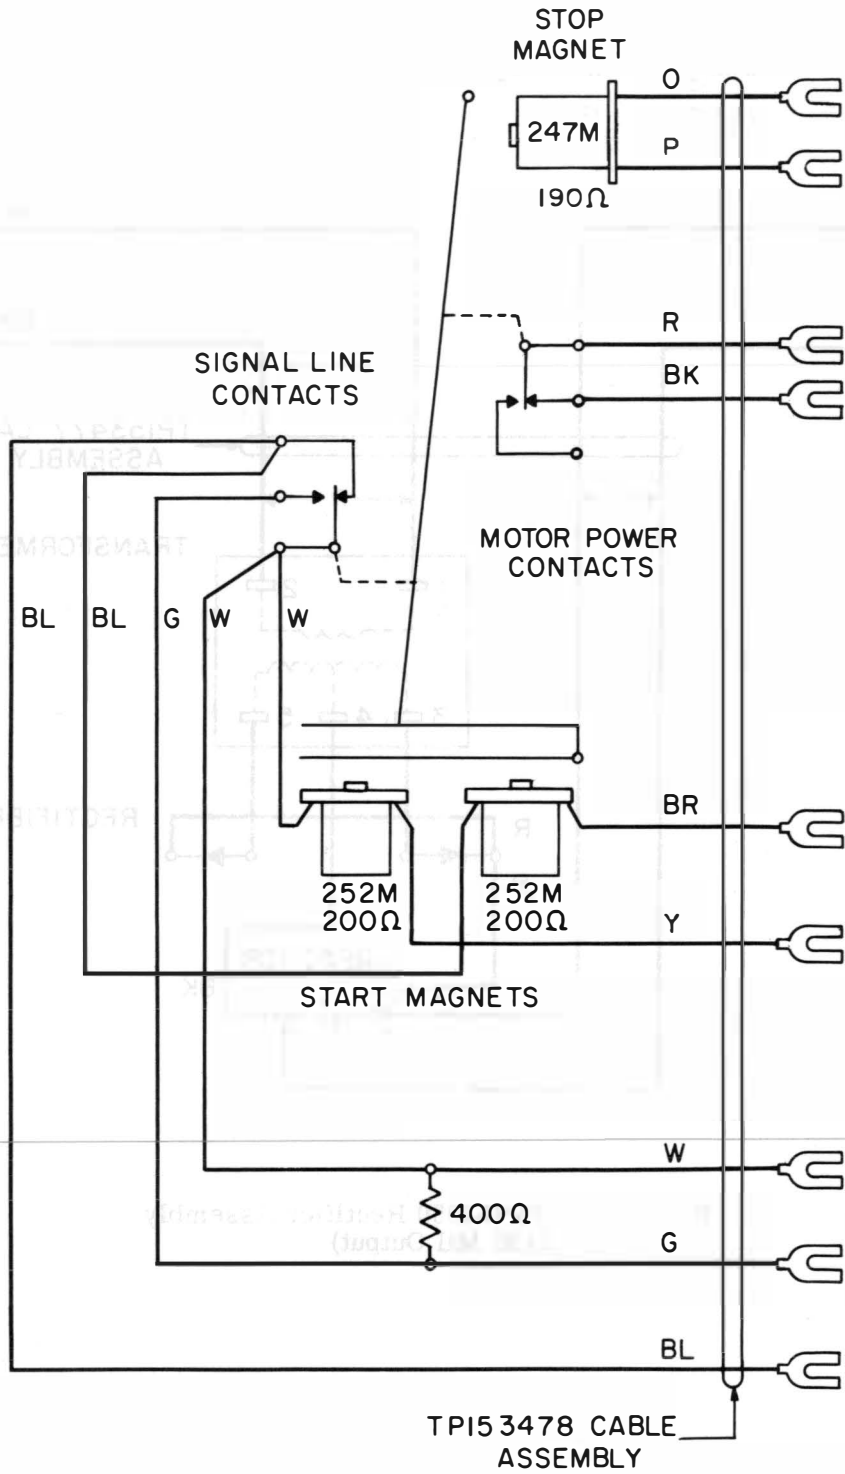 STOP
MAGNET
O
247M
P
190Ω
R
SIGNAL LINE
CONTACTS
BK
MOTOR POWER
CONTACTS
BL
BL
G
W
W
BR
252M
200Ω
252M
200Ω
Y
START MAGNETS
W
400Ω
G
BL
TP153478 CABLE
ASSEMBLY